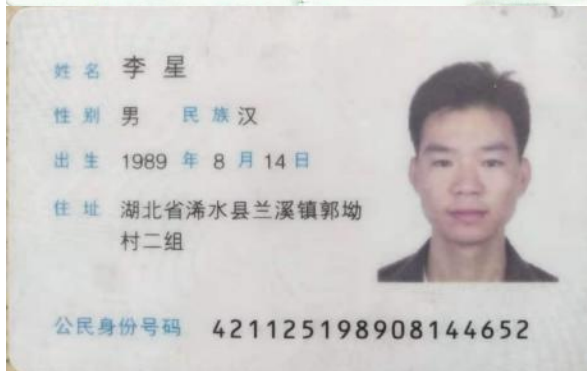 姓名 李星
性别 男 民族 汉
出生 1989 年 8 月 14 日
住址 湖北省浠水县兰溪镇郭坳
村二组
公民身份号码 421125198908144652